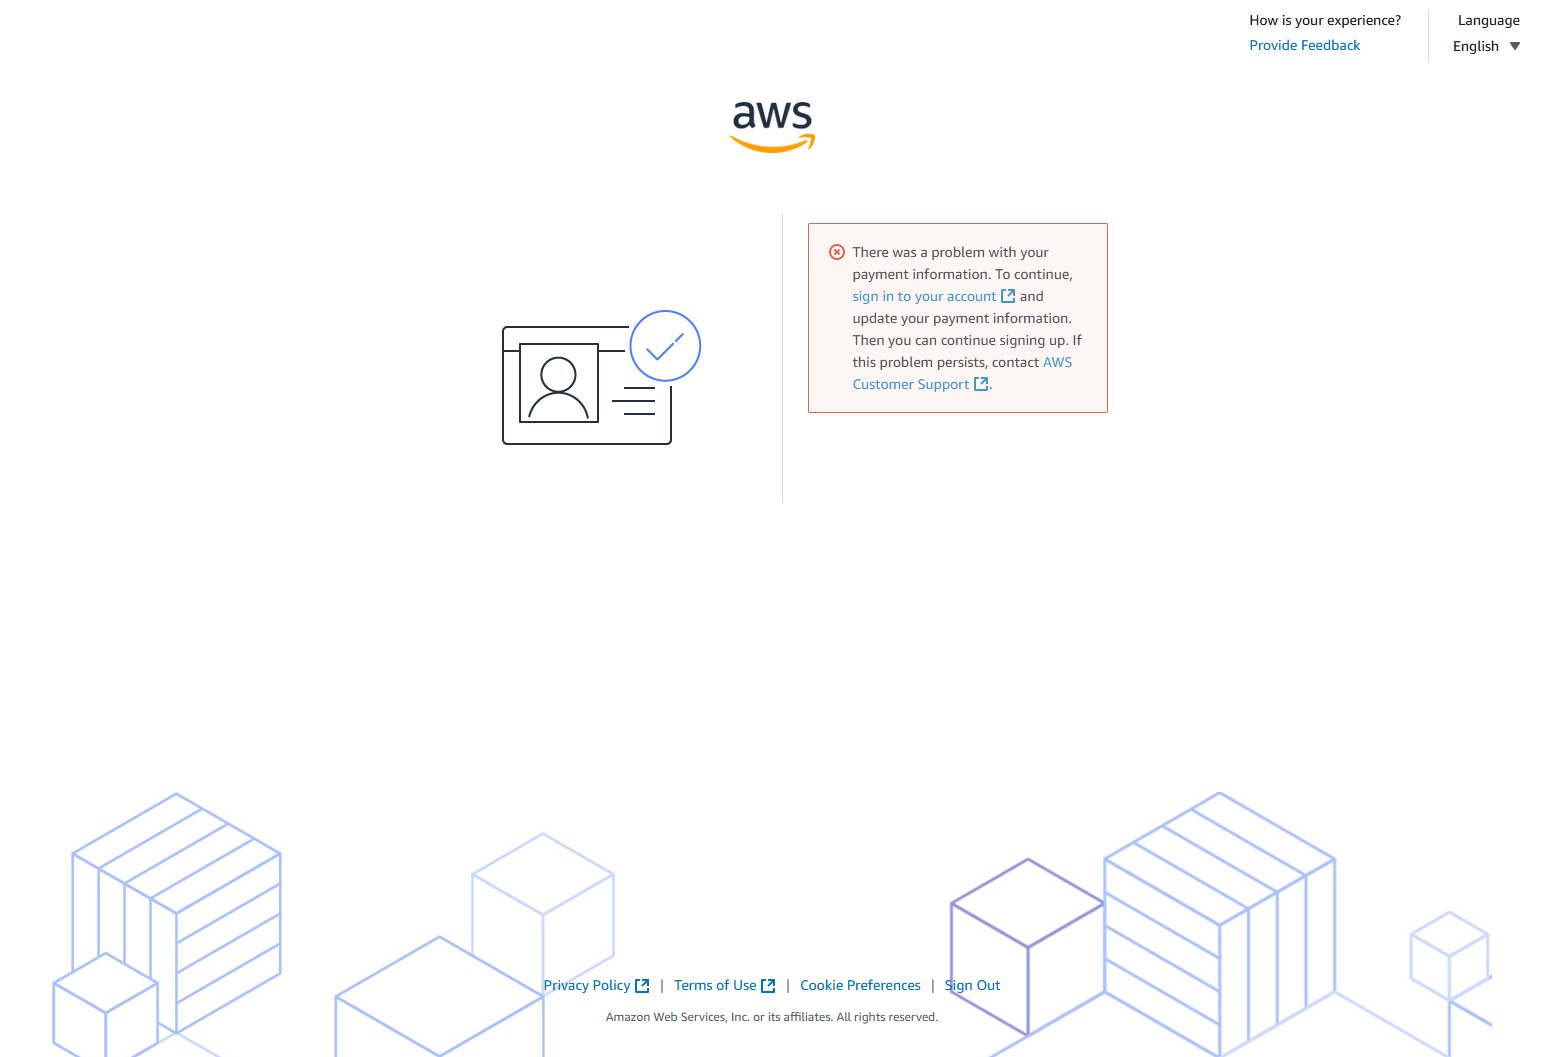 How is your experience?
Provide Feedback
Language
English
aws
There was a problem with your
payment information. To continue,
sign in to your account and
update your payment information.
Then you can continue signing up. If
this problem persists, contact AWS
Customer Support.
Privacy Policy | Terms of Use | Cookie Preferences | Sign Out
Amazon Web Services, Inc. or its affiliates. All rights reserved.